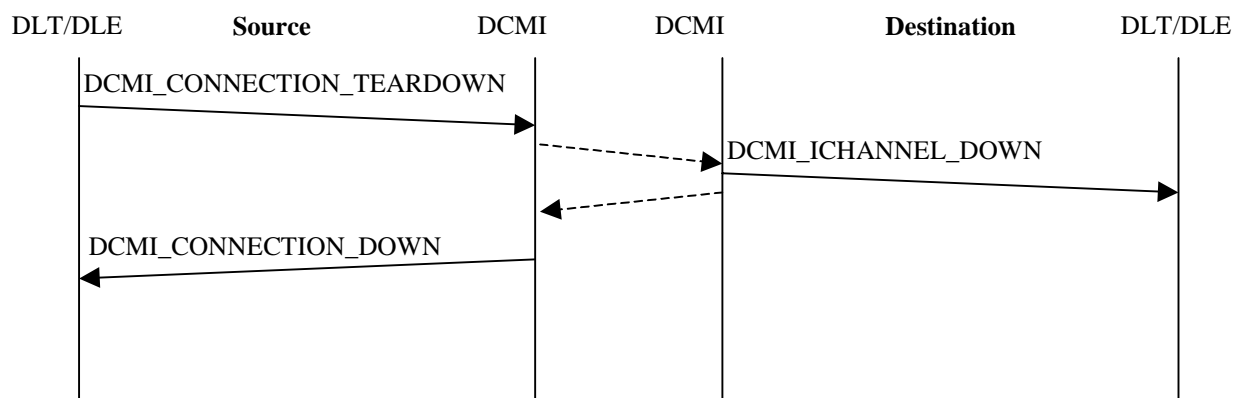 DLT/DLE Source DCMI DCMI Destination DLT/DLE
DCMI_CONNECTION_TEARDOWN
DCMI_ICHANNEL_DOWN
DCMI_CONNECTION_DOWN